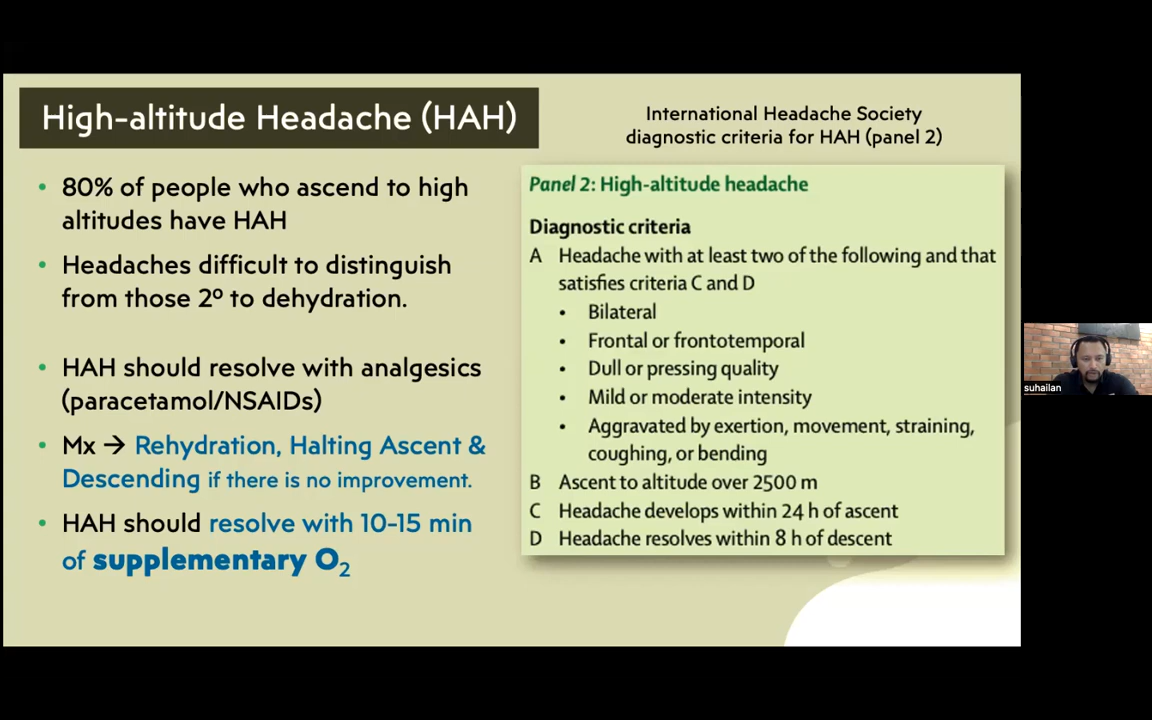 High-altitude Headache (HAH)
International Headache Society
diagnostic criteria for HAH (panel 2)
• 80% of people who ascend to high
altitudes have HAH
• Headaches difficult to distinguish
from those 2º to dehydration.
• HAH should resolve with analgesics
(paracetamol/NSAIDs)
• Mx → Rehydration, Halting Ascent &
Descending if there is no improvement.
• HAH should resolve with 10-15 min
of supplementary O₂
Panel 2: High-altitude headache
Diagnostic criteria
A Headache with at least two of the following and that
satisfies criteria C and D
• Bilateral
• Frontal or frontotemporal
• Dull or pressing quality
• Mild or moderate intensity
• Aggravated by exertion, movement, straining,
coughing, or bending
B Ascent to altitude over 2500 m
C Headache develops within 24 h of ascent
D Headache resolves within 8 h of descent
suhailan